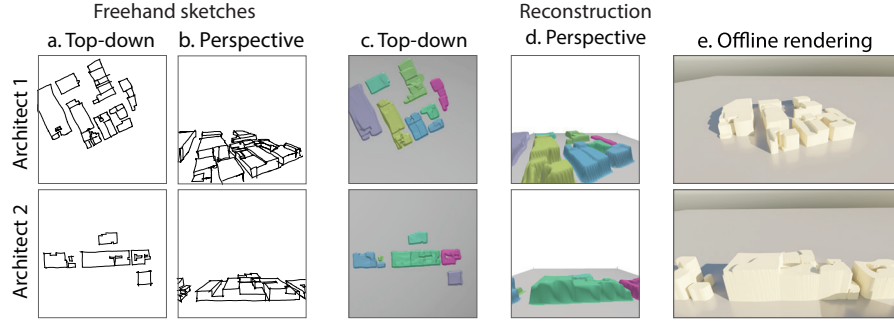 Freehand sketches
Reconstruction
a. Top-down
b. Perspective
c. Top-down
d. Perspective
e. Offline rendering
Architect 1
Architect 2